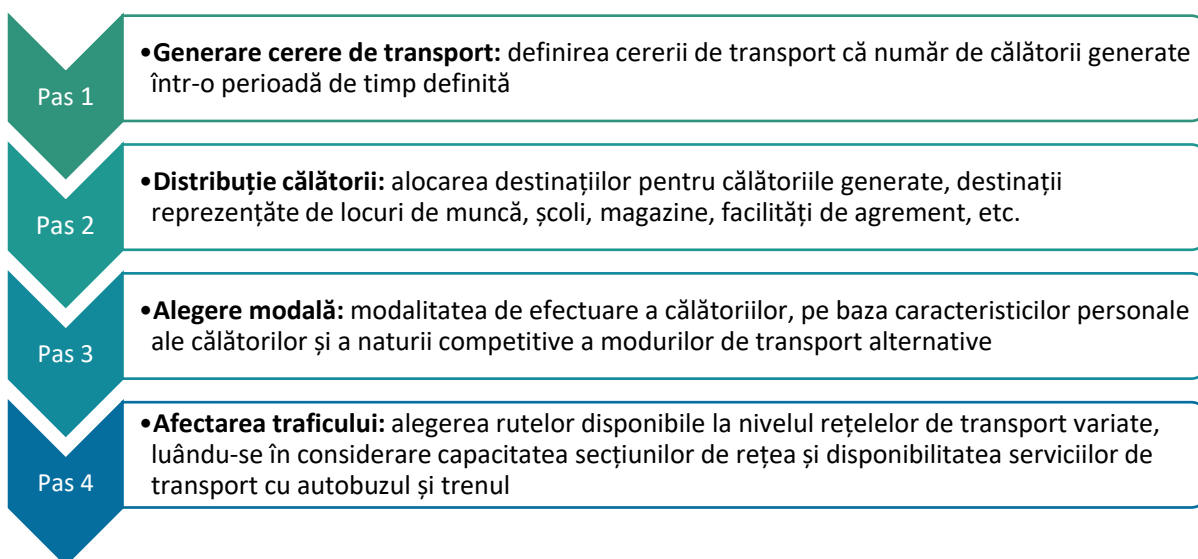 Pas 1
•Generare cerere de transport: definirea cererii de transport că număr de călătorii generate
într-o perioadă de timp definită
Pas 2
•Distribuție călătorii: alocarea destinațiilor pentru călătoriile generate, destinații
reprezențăte de locuri de muncă, școli, magazine, facilități de agrement, etc.
Pas 3
•Alegere modală: modalitatea de efectuare a călătoriilor, pe baza caracteristicilor personale
ale călătorilor și a naturii competitive a modurilor de transport alternative
Pas 4
•Afectarea traficului: alegerea rutelor disponibile la nivelul rețelelor de transport variate,
luându-se în considerare capacitatea secțiunilor de rețea și disponibilitatea serviciilor de
transport cu autobuzul și trenul